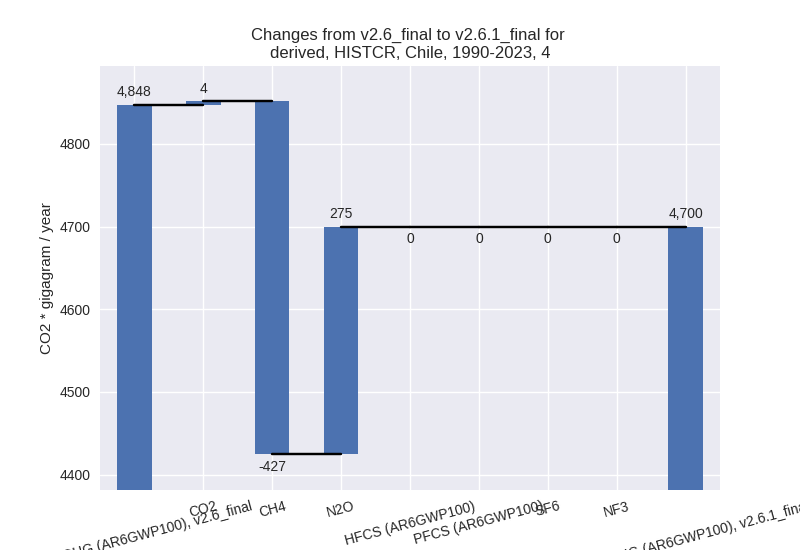 Changes from v2.6_final to v2.6.1_final for
derived, HISTCR, Chile, 1990-2023, 4
CO2 * gigagram / year
4800
4700
4600
4500
4400
4,848
4
-427
275
0
0
0
0
4,700
(AR6GWP100), v2.6_final
CO2
CH4
N2O
HFCS (AR6GWP100)
PFCS (AR6GWP100)
SF6
NF3
(AR6GWP100), v2.6.1